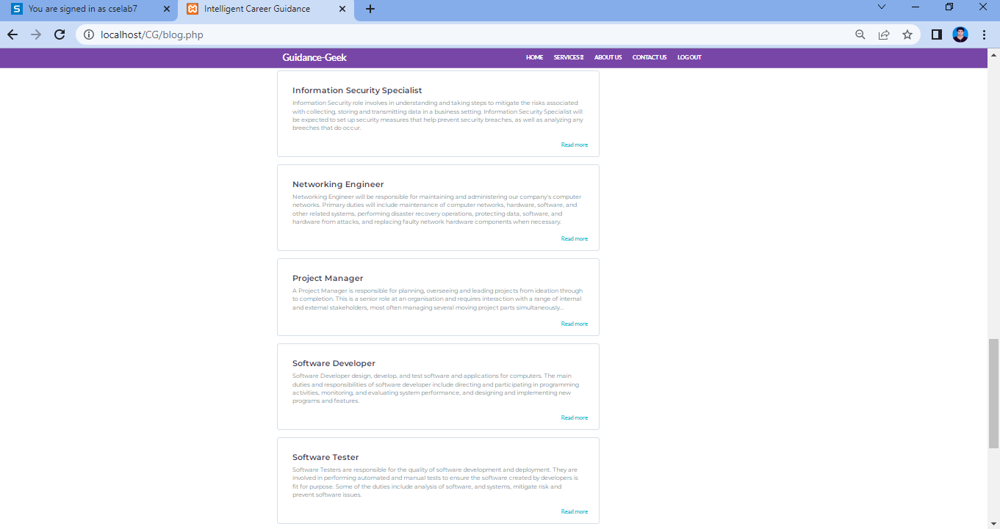 S You are signed in as cselab7
Intelligent Career Guidance
localhost/CG/blog.php
Guidance-Geek
HOME SERVICES ABOUT US CONTACT US LOG OUT
Information Security Specialist
Information Security role involves in understanding and taking steps to mitigate the risks associated
with collecting, storing and transmitting data in a business setting. Information Security Specialist will
be expected to set up security measures that help prevent security breaches, as well as analyzing any
breeches that do occur.
Read more
Networking Engineer
Networking Engineer will be responsible for maintaining and administering our company's computer
networks. Primary duties will include maintenance of computer networks, hardware, software, and
other related systems, performing disaster recovery operations, protecting data, software, and
hardware from attacks, and replacing faulty network hardware components when necessary.
Read more
Project Manager
A Project Manager is responsible for planning, overseeing and leading projects from ideation through
to completion. This is a senior role at an organisation and requires interaction with a range of internal
and external stakeholders, most often managing several moving project parts simultaneously...
Read more
Software Developer
Software Developer design, develop, and test software and applications for computers. The main
duties and responsibilities of software developer include directing and participating in programming
activities, monitoring, and evaluating system performance, and designing and implementing new
programs and features.
Read more
Software Tester
Software Testers are responsible for the quality of software development and deployment. They are
involved in performing automated and manual tests to ensure the software created by developers is
fit for purpose. Some of the duties include analysis of software, and systems, mitigate risk and
prevent software issues.
Read more